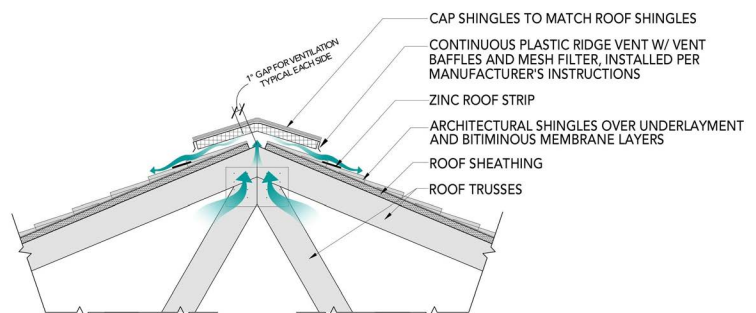 CAP SHINGLES TO MATCH ROOF SHINGLES
CONTINUOUS PLASTIC RIDGE VENT W/ VENT
BAFFLES AND MESH FILTER, INSTALLED PER
MANUFACTURER'S INSTRUCTIONS
1" GAP FOR VENTILATION
TYPICAL EACH SIDE
ZINC ROOF STRIP
ARCHITECTURAL SHINGLES OVER UNDERLAYMENT
AND BITIMINOUS MEMBRANE LAYERS
ROOF SHEATHING
ROOF TRUSSES